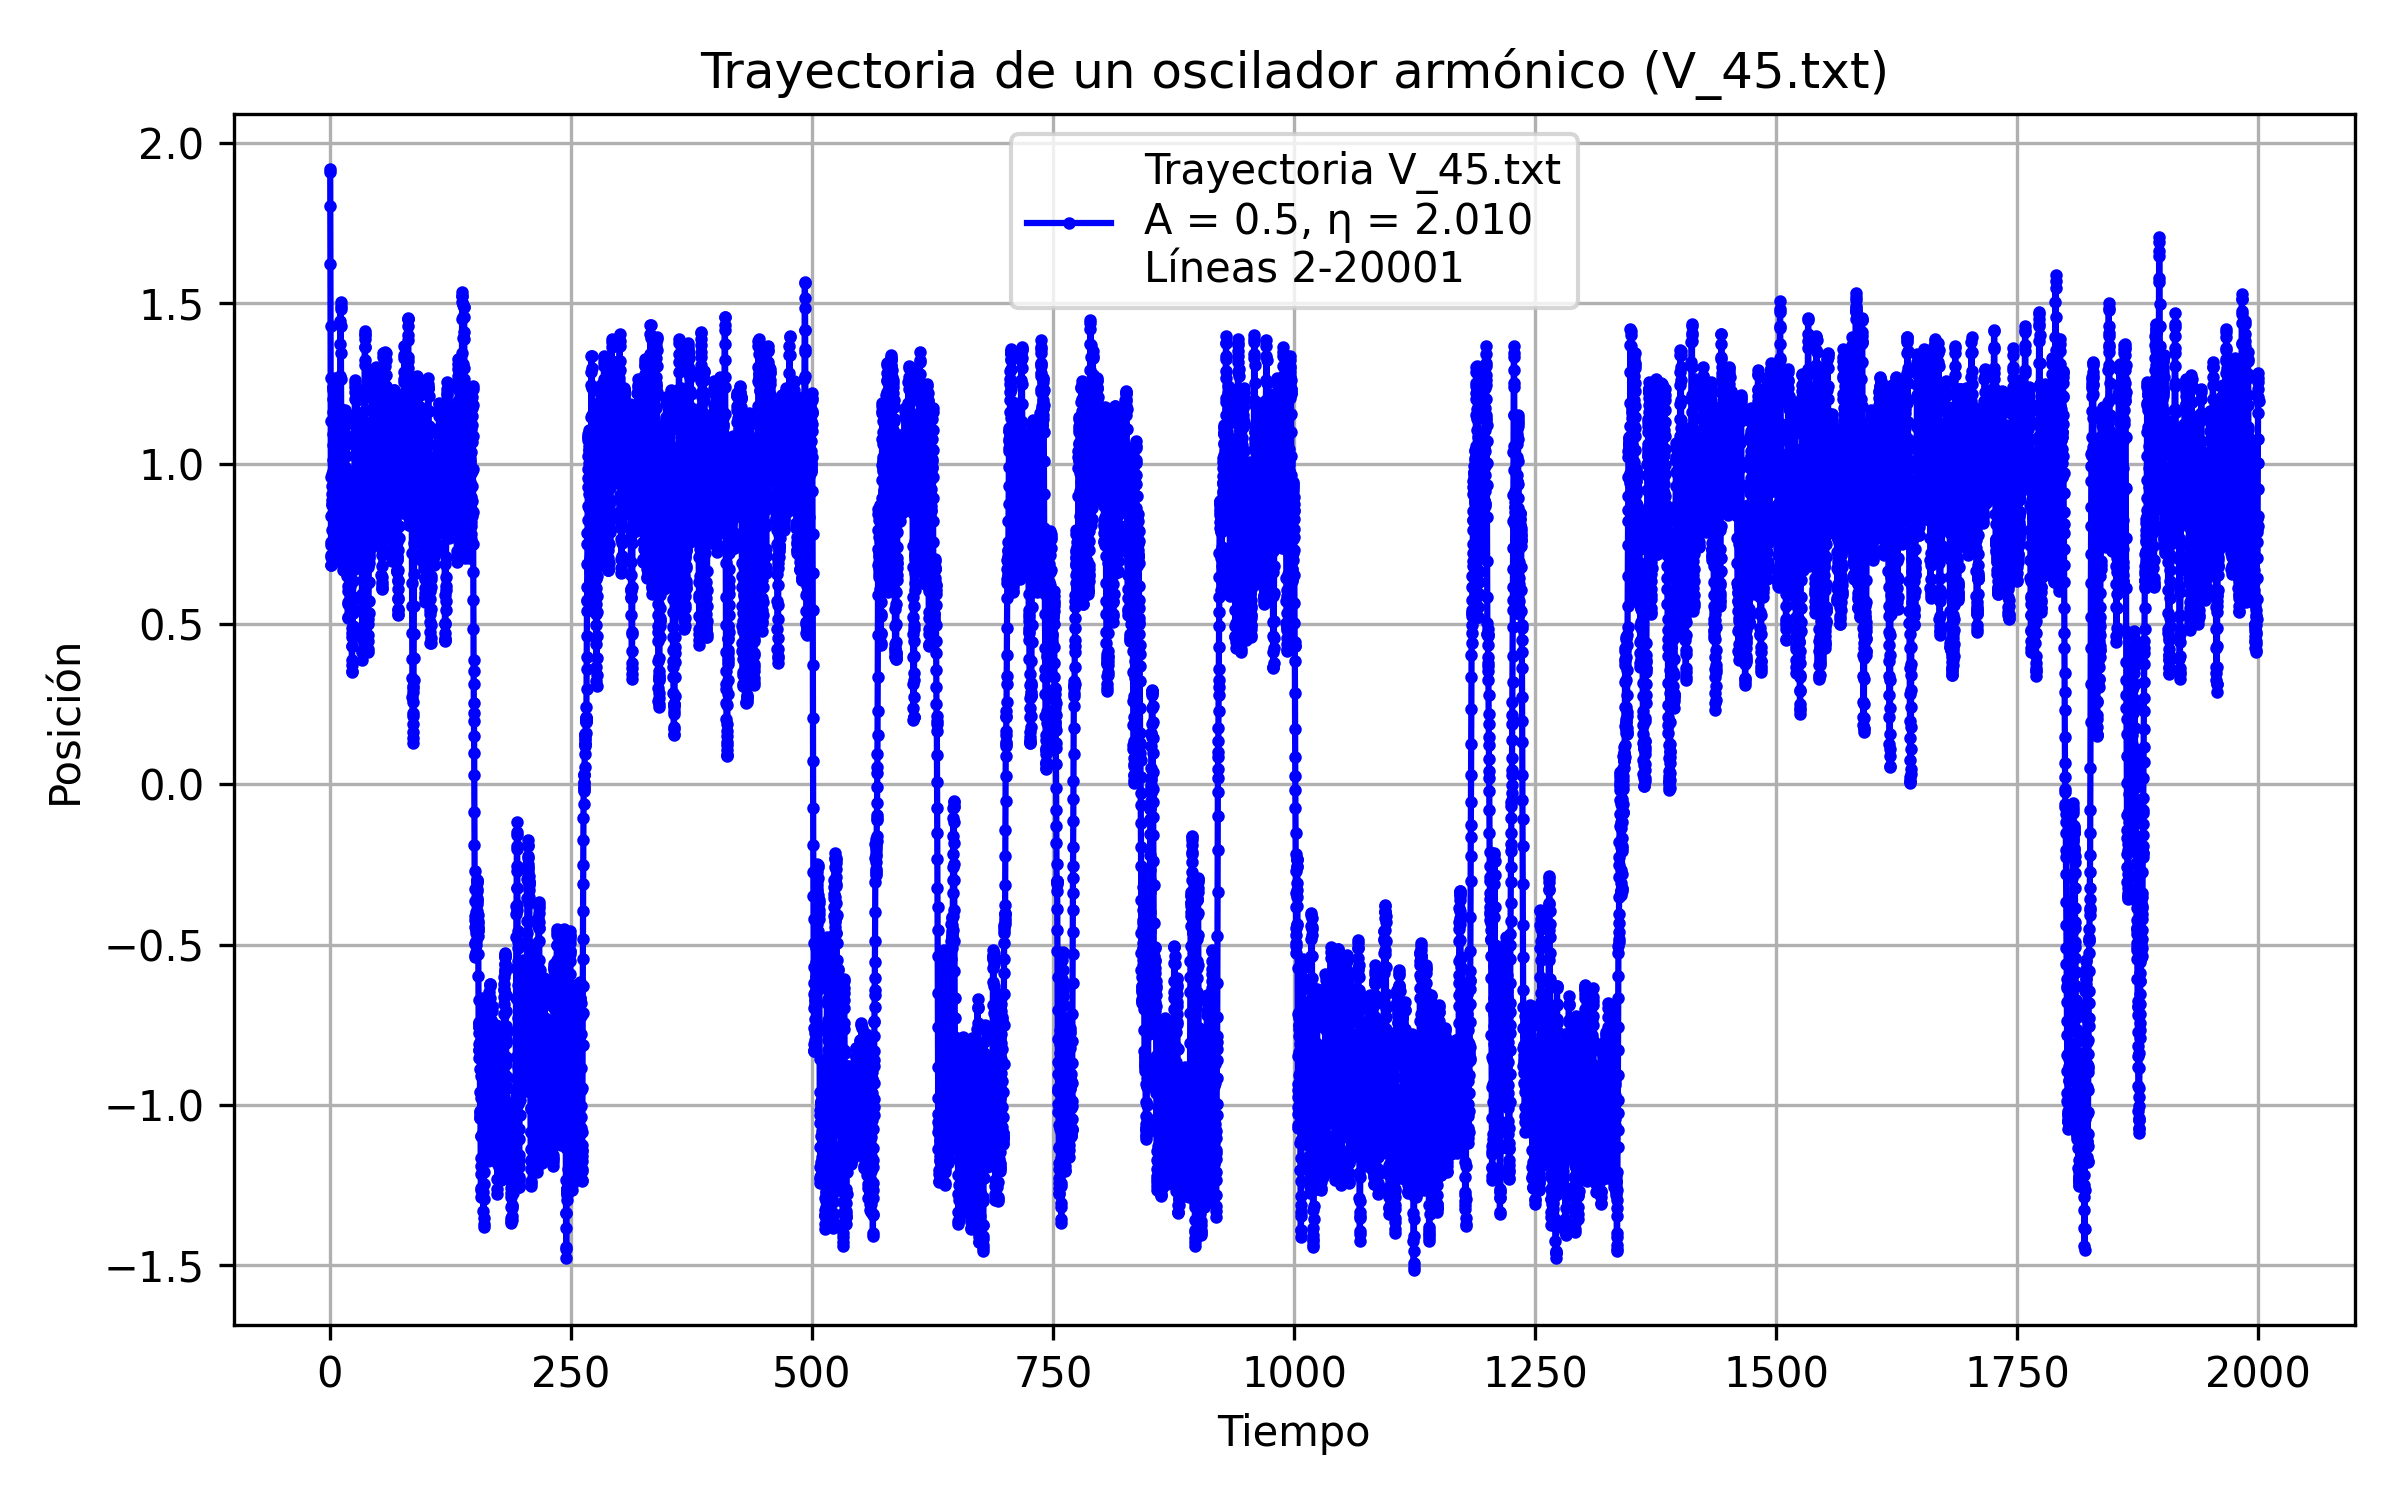 Trayectoria de un oscilador armónico (V_45.txt)
Trayectoria V_45.txt
A = 0.5, η = 2.010
Líneas 2-20001
2.0
1.5
1.0
0.5
0.0
−0.5
−1.0
−1.5
Posición
0
250
500
750
1000
1250
1500
1750
2000
Tiempo